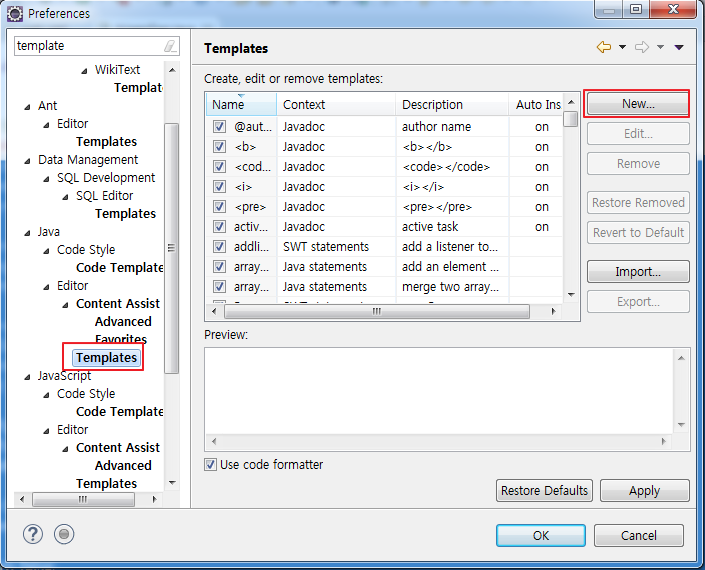 Preferences
template
WikiText
Template
Ant
Editor
Templates
Data Management
SQL Development
SQL Editor
Templates
Java
Code Style
Code Template
Editor
Content Assist
Advanced
Favorites
Templates
JavaScript
Code Style
Code Template
Editor
Content Assist
Advanced
Templates
Templates
Create, edit or remove templates:
Name Context Description Auto Ins
@aut... Javadoc author name on
<b> Javadoc <b></b> on
<cod... Javadoc <code></code> on
<i> Javadoc <i></i> on
<pre> Javadoc <pre></pre> on
activ... Javadoc active task on
addli... SWT statements add a listener to...
array... Java statements add an element ...
array... Java statements merge two array...
New...
Edit...
Remove
Restore Removed
Revert to Default
Import...
Export...
Preview:
Use code formatter
Restore Defaults Apply
OK Cancel